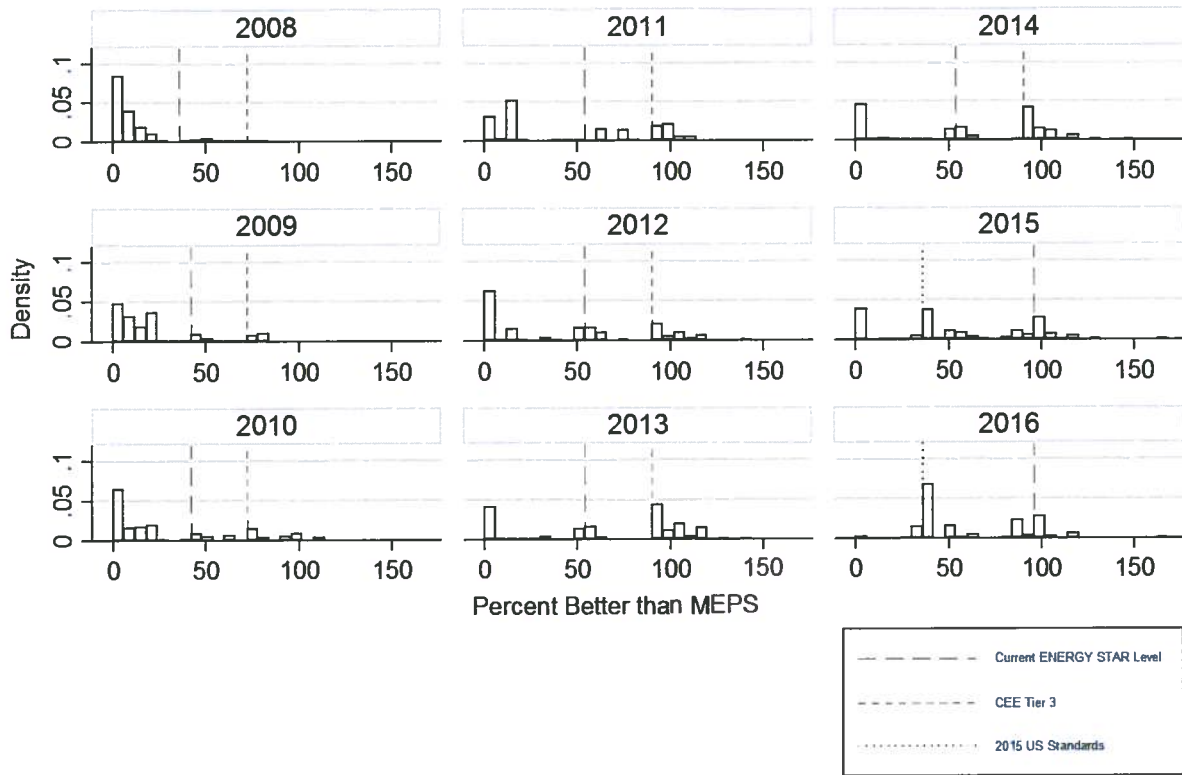 2008
2011
2014
0 .05 .1
0 50 100 150
0 50 100 150
0 50 100 150
2009
2012
2015
Density
0 .05 .1
0 50 100 150
0 50 100 150
0 50 100 150
2010
2013
2016
0 .05 .1
0 50 100 150
0 50 100 150
0 50 100 150
Percent Better than MEPS
Current ENERGY STAR Level
CEE Tier 3
2015 US Standards